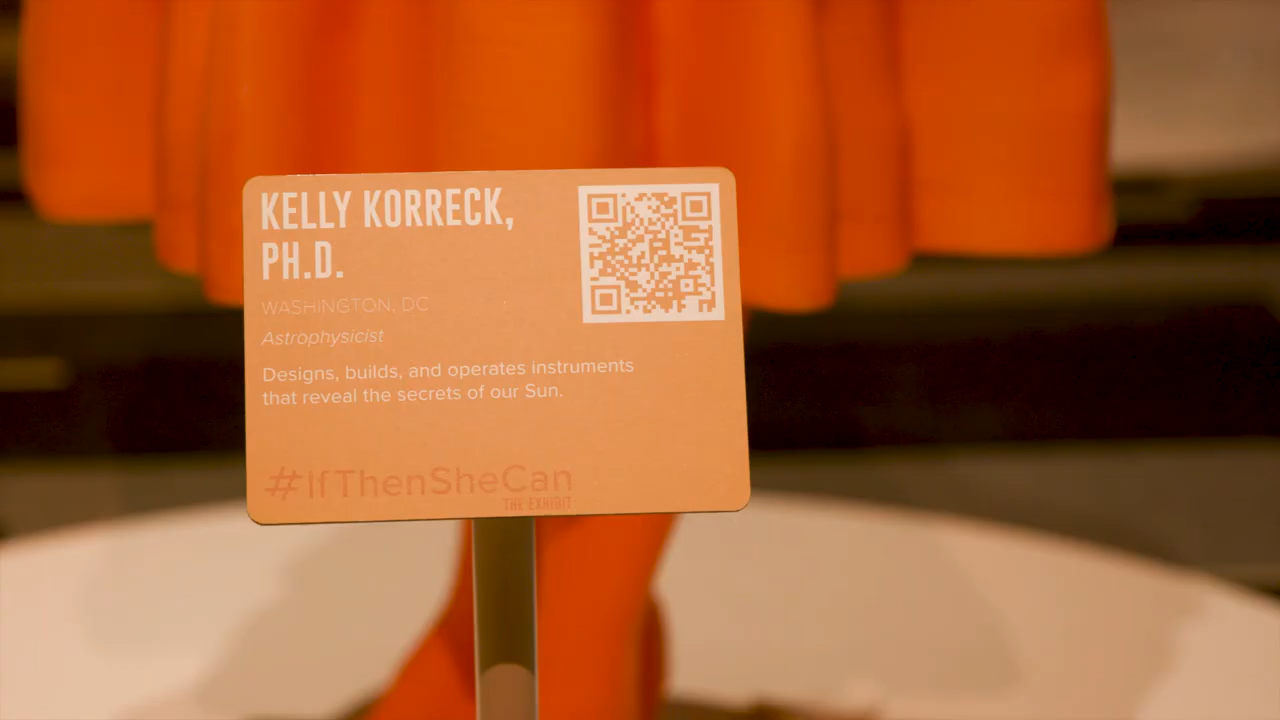 KELLY KORRECK,
PH.D.
WASHINGTON, DC
Astrophysicist
Designs, builds, and operates instruments
that reveal the secrets of our Sun.
#IfThenSheCan
THE EXHIBIT